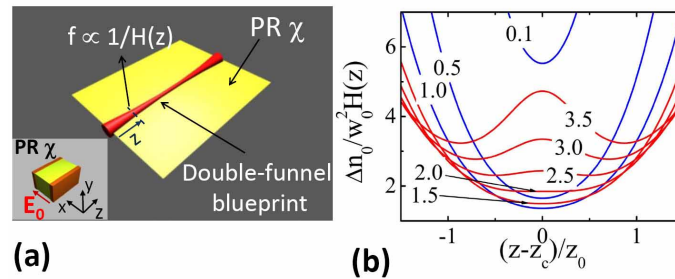 f ∝ 1/H(z)
PR χ
z
Double-funnel
blueprint
PR χ
E₀
x
y
z
(a)
Δn₀/w₀²H(z)
6
4
2
0.1
0.5
1.0
3.5
3.0
2.5
2.0
1.5
-1
0
1
(z-z_c)/z₀
(b)